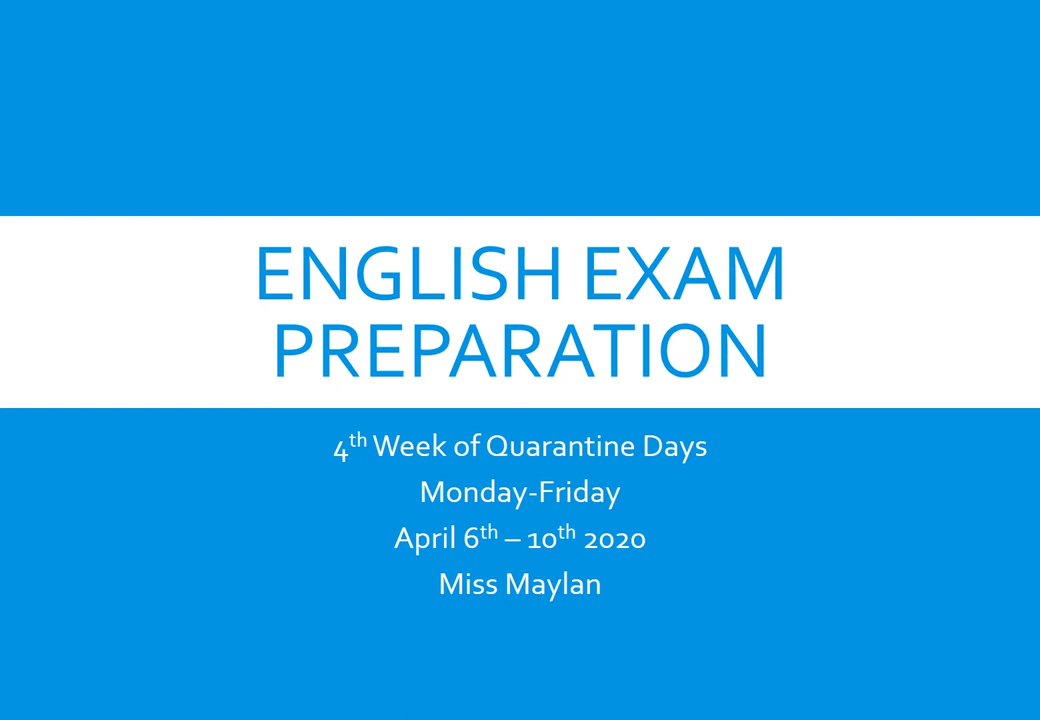 ENGLISH EXAM
PREPARATION
4th Week of Quarantine Days
Monday-Friday
April 6th – 10th 2020
Miss Maylan